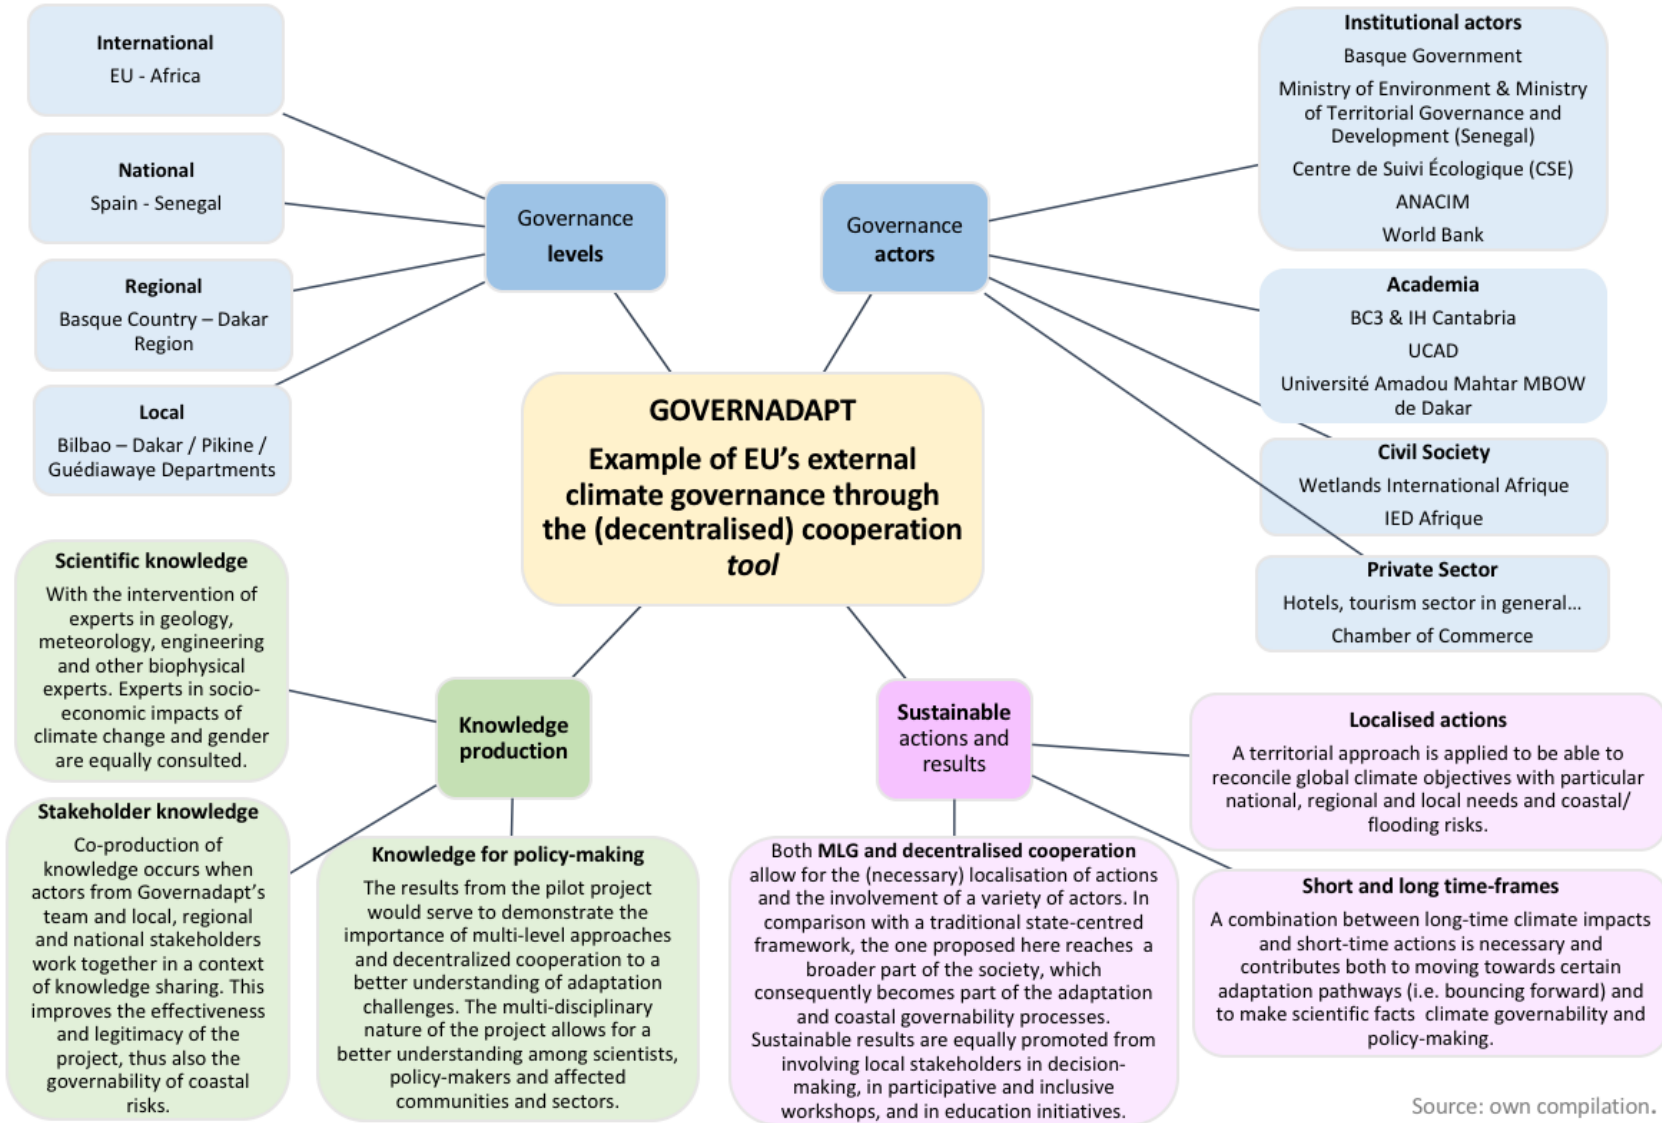 International
EU - Africa
National
Spain - Senegal
Regional
Basque Country – Dakar
Region
Local
Bilbao – Dakar / Pikine /
Guédiawaye Departments
Governance
levels
Governance
actors
Institutional actors
Basque Government
Ministry of Environment & Ministry
of Territorial Governance and
Development (Senegal)
Centre de Suivi Écologique (CSE)
ANACIM
World Bank
Academia
BC3 & IH Cantabria
UCAD
Université Amadou Mahtar MBOW
de Dakar
Civil Society
Wetlands International Afrique
IED Afrique
Private Sector
Hotels, tourism sector in general...
Chamber of Commerce
GOVERNADAPT
Example of EU's external
climate governance through
the (decentralised) cooperation
tool
Scientific knowledge
With the intervention of
experts in geology,
meteorology, engineering
and other biophysical
experts. Experts in socio-
economic impacts of
climate change and gender
are equally consulted.
Stakeholder knowledge
Co-production of
knowledge occurs when
actors from Governadapt's
team and local, regional
and national stakeholders
work together in a context
of knowledge sharing. This
improves the effectiveness
and legitimacy of the
project, thus also the
governability of coastal
risks.
Knowledge
production
Knowledge for policy-making
The results from the pilot project
would serve to demonstrate the
importance of multi-level approaches
and decentralized cooperation to a
better understanding of adaptation
challenges. The multi-disciplinary
nature of the project allows for a
better understanding among scientists,
policy-makers and affected
communities and sectors.
Sustainable
actions and
results
Both MLG and decentralised cooperation
allow for the (necessary) localisation of actions
and the involvement of a variety of actors. In
comparison with a traditional state-centred
framework, the one proposed here reaches a
broader part of the society, which
consequently becomes part of the adaptation
and coastal governability processes.
Sustainable results are equally promoted from
involving local stakeholders in decision-
making, in participative and inclusive
workshops, and in education initiatives.
Localised actions
A territorial approach is applied to be able to
reconcile global climate objectives with particular
national, regional and local needs and coastal/
flooding risks.
Short and long time-frames
A combination between long-time climate impacts
and short-time actions is necessary and
contributes both to moving towards certain
adaptation pathways (i.e. bouncing forward) and
to make scientific facts climate governability and
policy-making.
Source: own compilation.